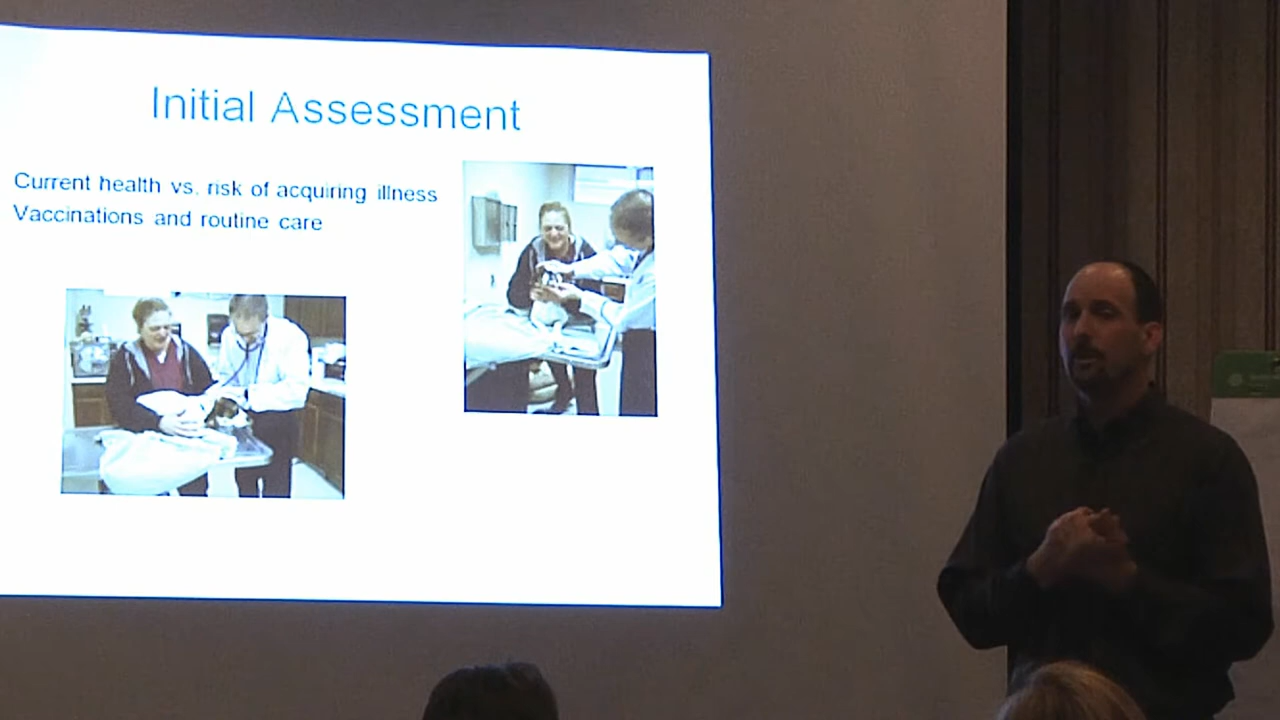 Initial Assessment
Current health vs. risk of acquiring illness
Vaccinations and routine care